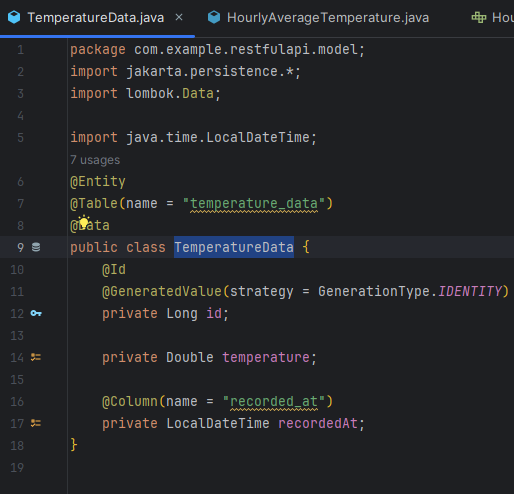 TemperatureData.java × HourlyAverageTemperature.java Hou
1 package com.example.restfulapi.model;
2 import jakarta.persistence.*;
3 import lombok.Data;
4
5 import java.time.LocalDateTime;
7 usages
6 @Entity
7 @Table(name = "temperature_data")
8 @Data
9 public class TemperatureData {
10 @Id
11 @GeneratedValue(strategy = GenerationType.IDENTITY)
12 private Long id;
13
14 private Double temperature;
15
16 @Column(name = "recorded_at")
17 private LocalDateTime recordedAt;
18 }
19